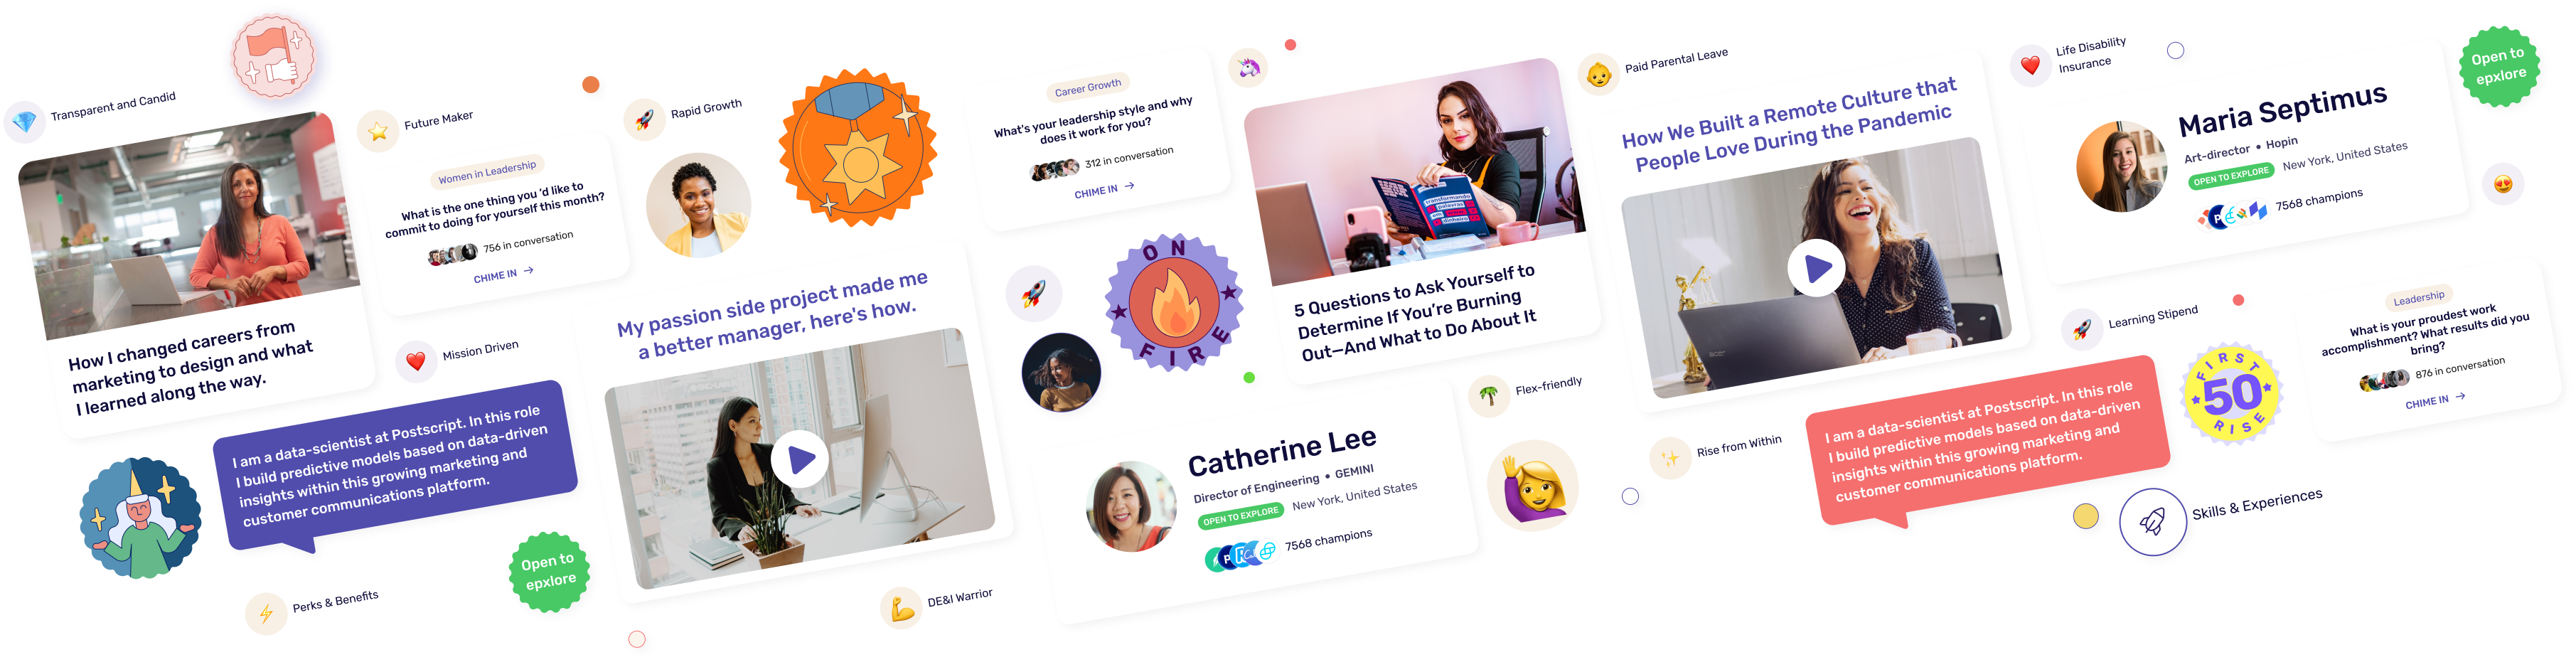 Transparent and Candid
How I changed careers from
marketing to design and what
I learned along the way.
Future Maker
Women in Leadership
What is the one thing you 'd like to
commit to doing for yourself this month?
756 in conversation
CHIME IN →
Mission Driven
I am a data-scientist at Postscript. In this role
I build predictive models based on data-driven
insights within this growing marketing and
customer communications platform.
Perks & Benefits
Open to
epxlore
Rapid Growth
My passion side project made me
a better manager, here's how.
DE&I Warrior
Career Growth
What's your leadership style and why
does it work for you?
312 in conversation
CHIME IN →
ON
FIRE
5 Questions to Ask Yourself to
Determine If You're Burning
Out—And What to Do About It
transformando
palavras
em
dinheiro
Catherine Lee
Director of Engineering • GEMINI
OPEN TO EXPLORE New York, United States
7568 champions
Flex-friendly
Paid Parental Leave
How We Built a Remote Culture that
People Love During the Pandemic
Rise from Within
I am a data-scientist at Postscript. In this role
I build predictive models based on data-driven
insights within this growing marketing and
customer communications platform.
Life Disability
Insurance
Maria Septimus
Art-director • Hopin
OPEN TO EXPLORE New York, United States
7568 champions
Open to
epxlore
Learning Stipend
FIRST
50
RISE
Skills & Experiences
Leadership
What is your proudest work
accomplishment? What results did you
bring?
876 in conversation
CHIME IN →